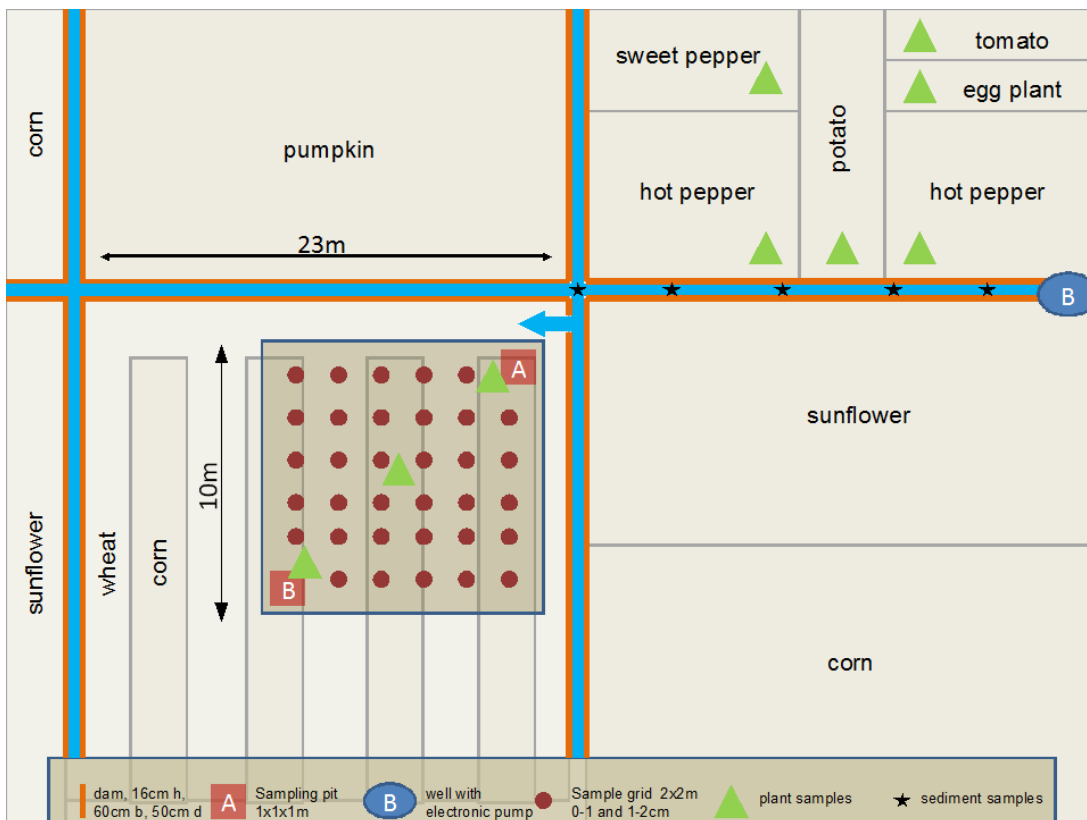 corn
pumpkin
sweet pepper
potato
tomato
egg plant
hot pepper
hot pepper
23m
B
A
sunflower
10m
sunflower
wheat
corn
B
corn
dam, 16cm h,
60cm b, 50cm d
A
Sampling pit
1x1x1m
B
well with
electronic pump
Sample grid 2x2m
0-1 and 1-2cm
plant samples
sediment samples